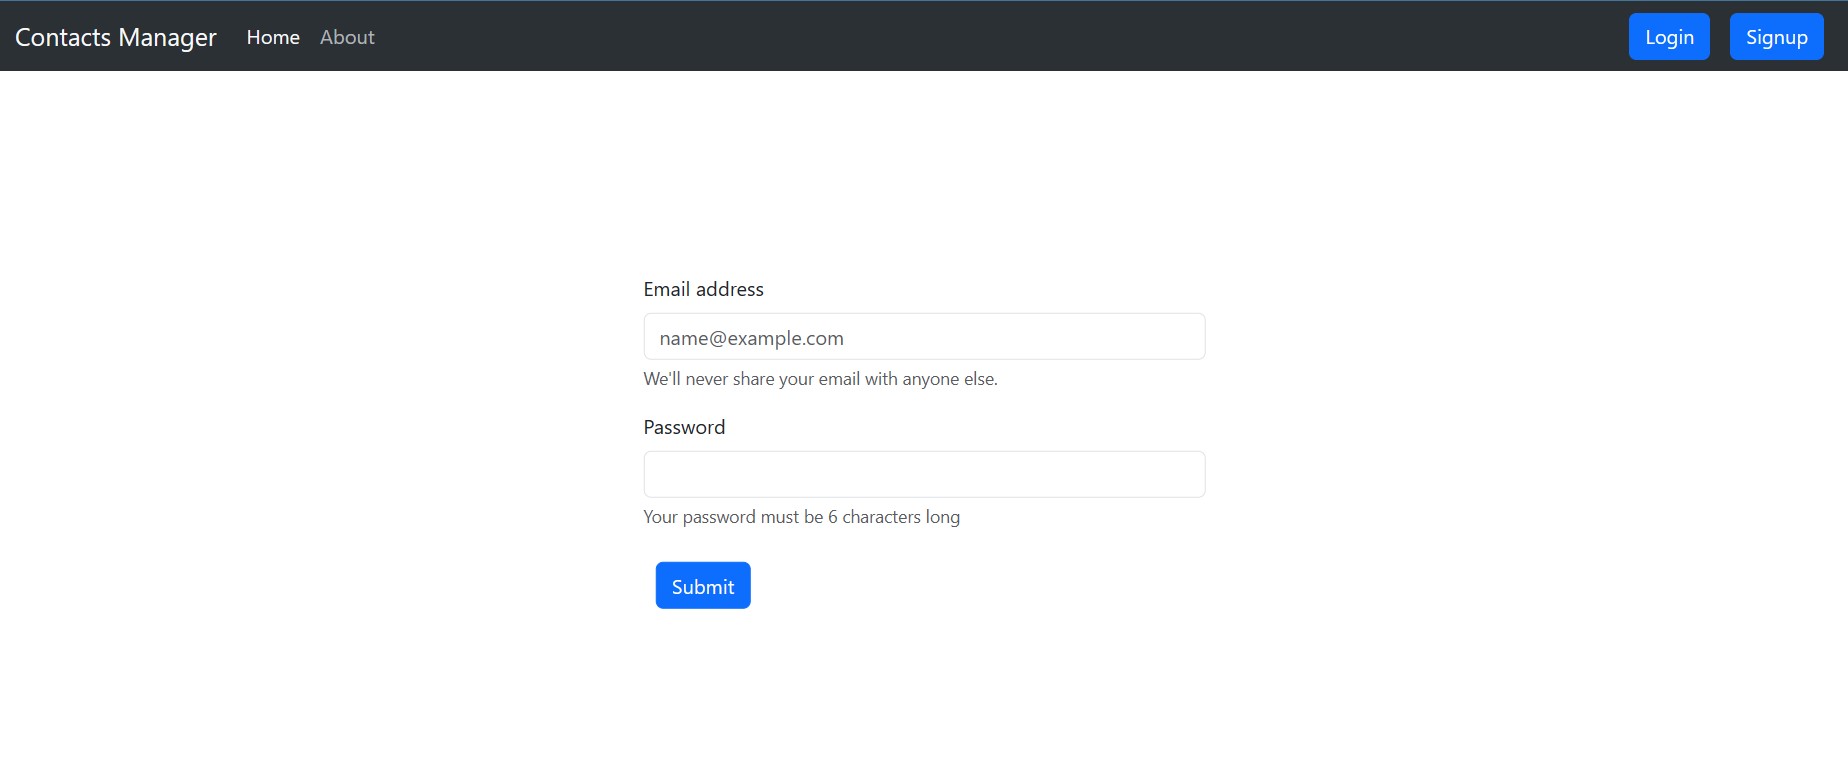 Contacts Manager Home About Login Signup
Email address
name@example.com
We'll never share your email with anyone else.
Password
Your password must be 6 characters long
Submit